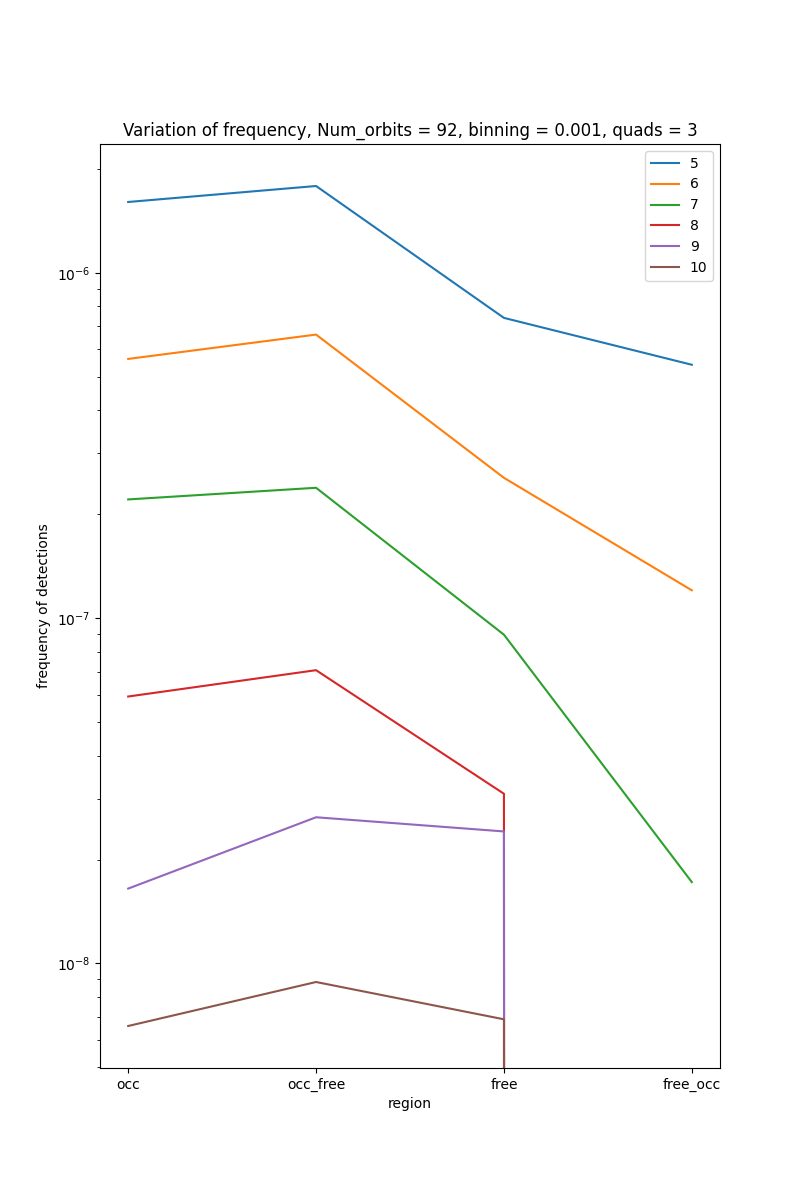 Variation of frequency, Num_orbits = 92, binning = 0.001, quads = 3
5
6
7
8
9
10
10⁻⁶
10⁻⁷
10⁻⁸
frequency of detections
occ
occ_free
free
free_occ
region